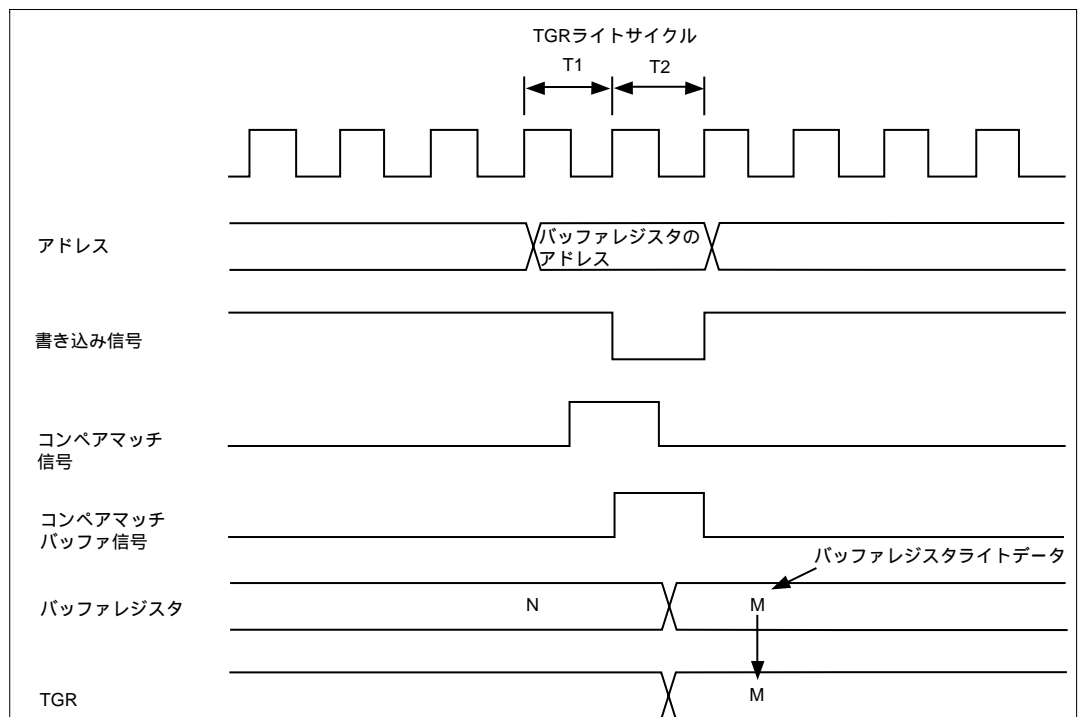 TGRライトサイクル
T1 T2
アドレス
バッファレジスタの
アドレス
書き込み信号
コンペアマッチ
信号
コンペアマッチ
バッファ信号
バッファレジスタライトデータ
バッファレジスタ N M
TGR M